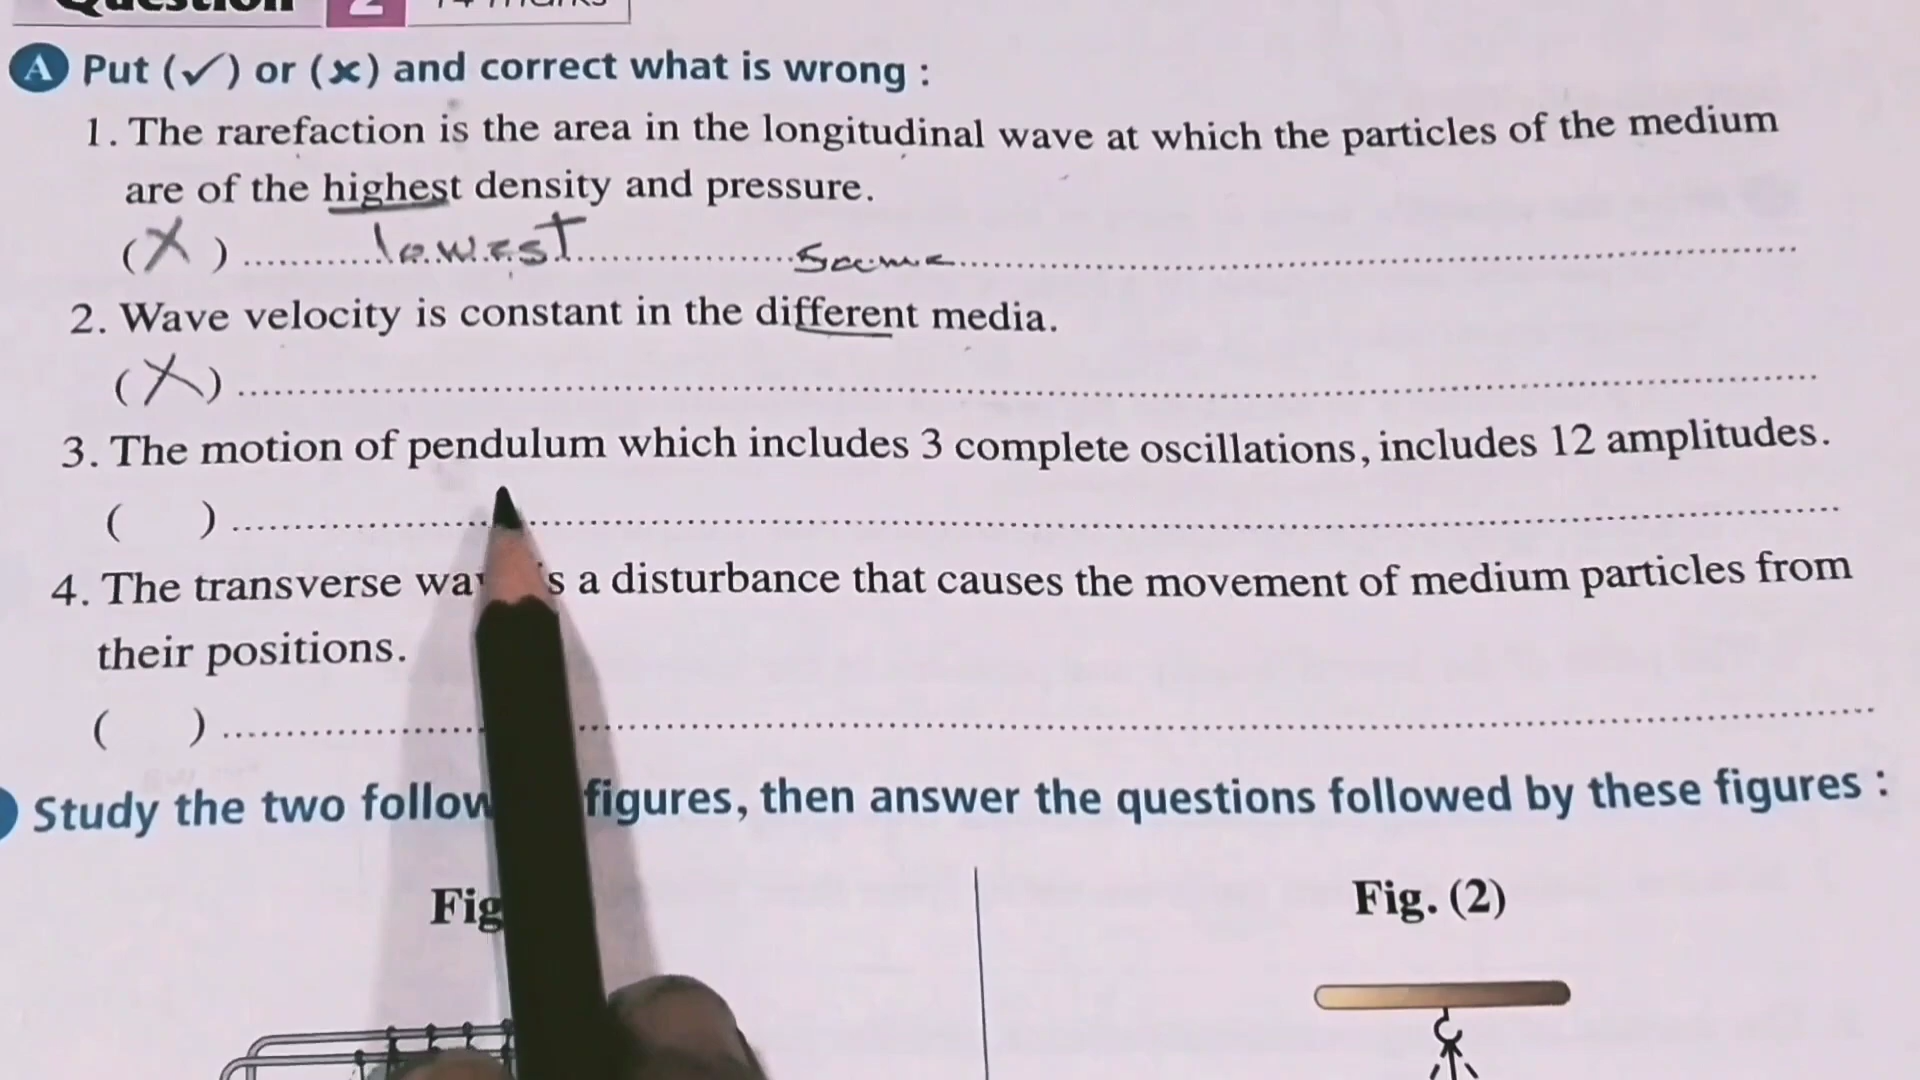 Question 2 14 marks
A Put (✓) or (x) and correct what is wrong :
1. The rarefaction is the area in the longitudinal wave at which the particles of the medium
are of the highest density and pressure.
(X) lowest same
2. Wave velocity is constant in the different media.
(X)
3. The motion of pendulum which includes 3 complete oscillations, includes 12 amplitudes.
( )
4. The transverse wa s a disturbance that causes the movement of medium particles from
their positions.
( )
Study the two follow figures, then answer the questions followed by these figures :
Fig Fig. (2)